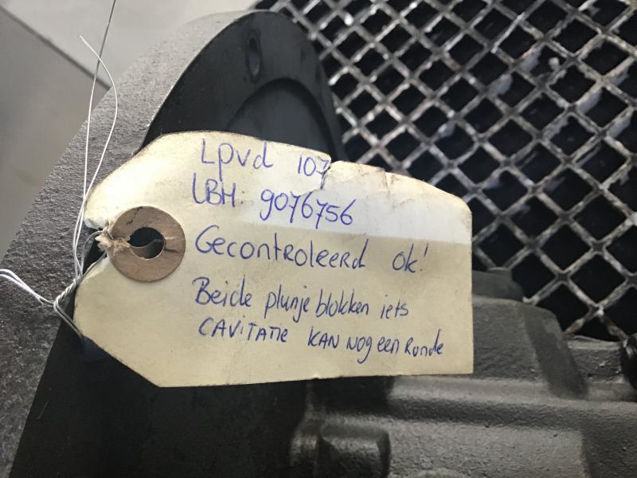 Lpvd 107
LBH: 9076756
Gecontroleerd ok!
Beide plunje blokken iets
CAViTATIE KAN NOG een Ronde